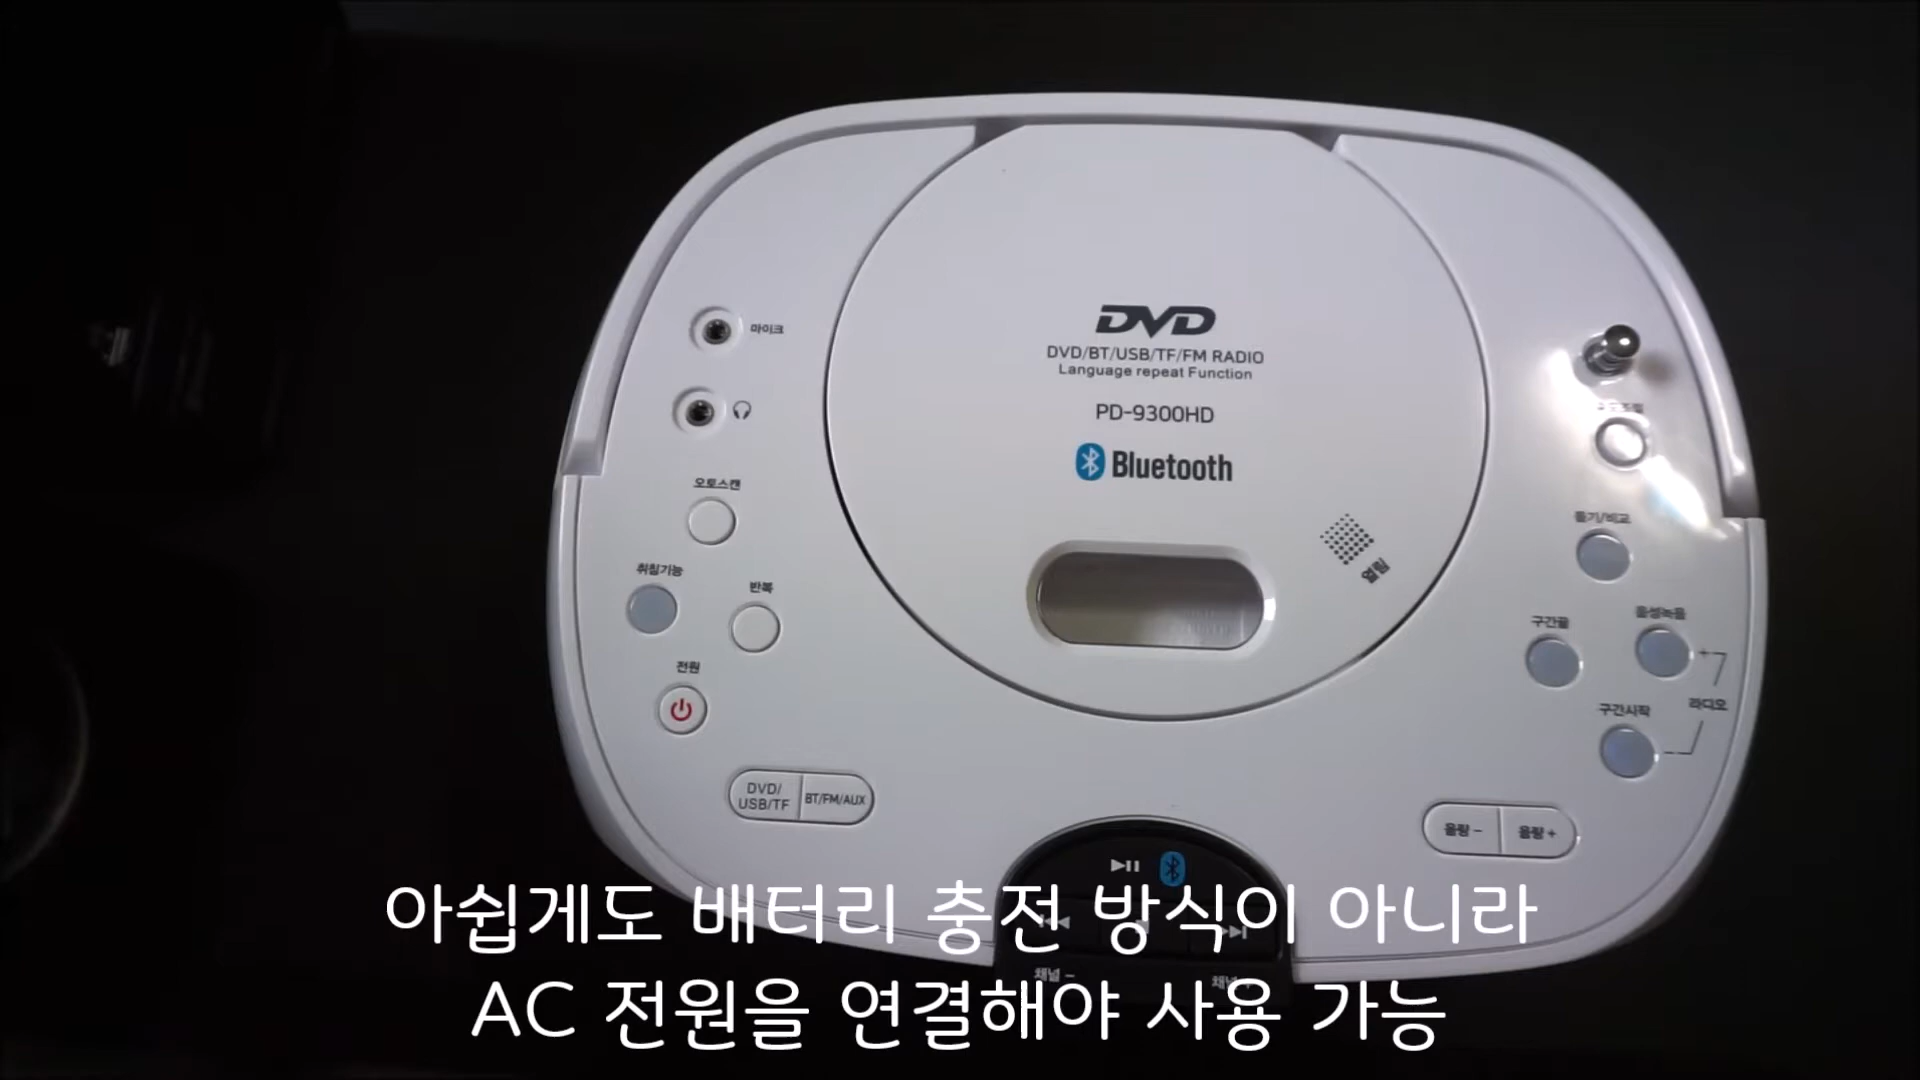 마이크
오토스캔
취침기능
반복
전원
DVD/
USB/TF
BT/FM/AUX
DVD
DVD/BT/USB/TF/FM RADIO
Language repeat Function
PD-9300HD
Bluetooth
열림
듣기/비교
음성녹음
구간끝
+
라디오
구간시작
음량 -
음량 +
채널 -
아쉽게도 배터리 충전 방식이 아니라
AC 전원을 연결해야 사용 가능